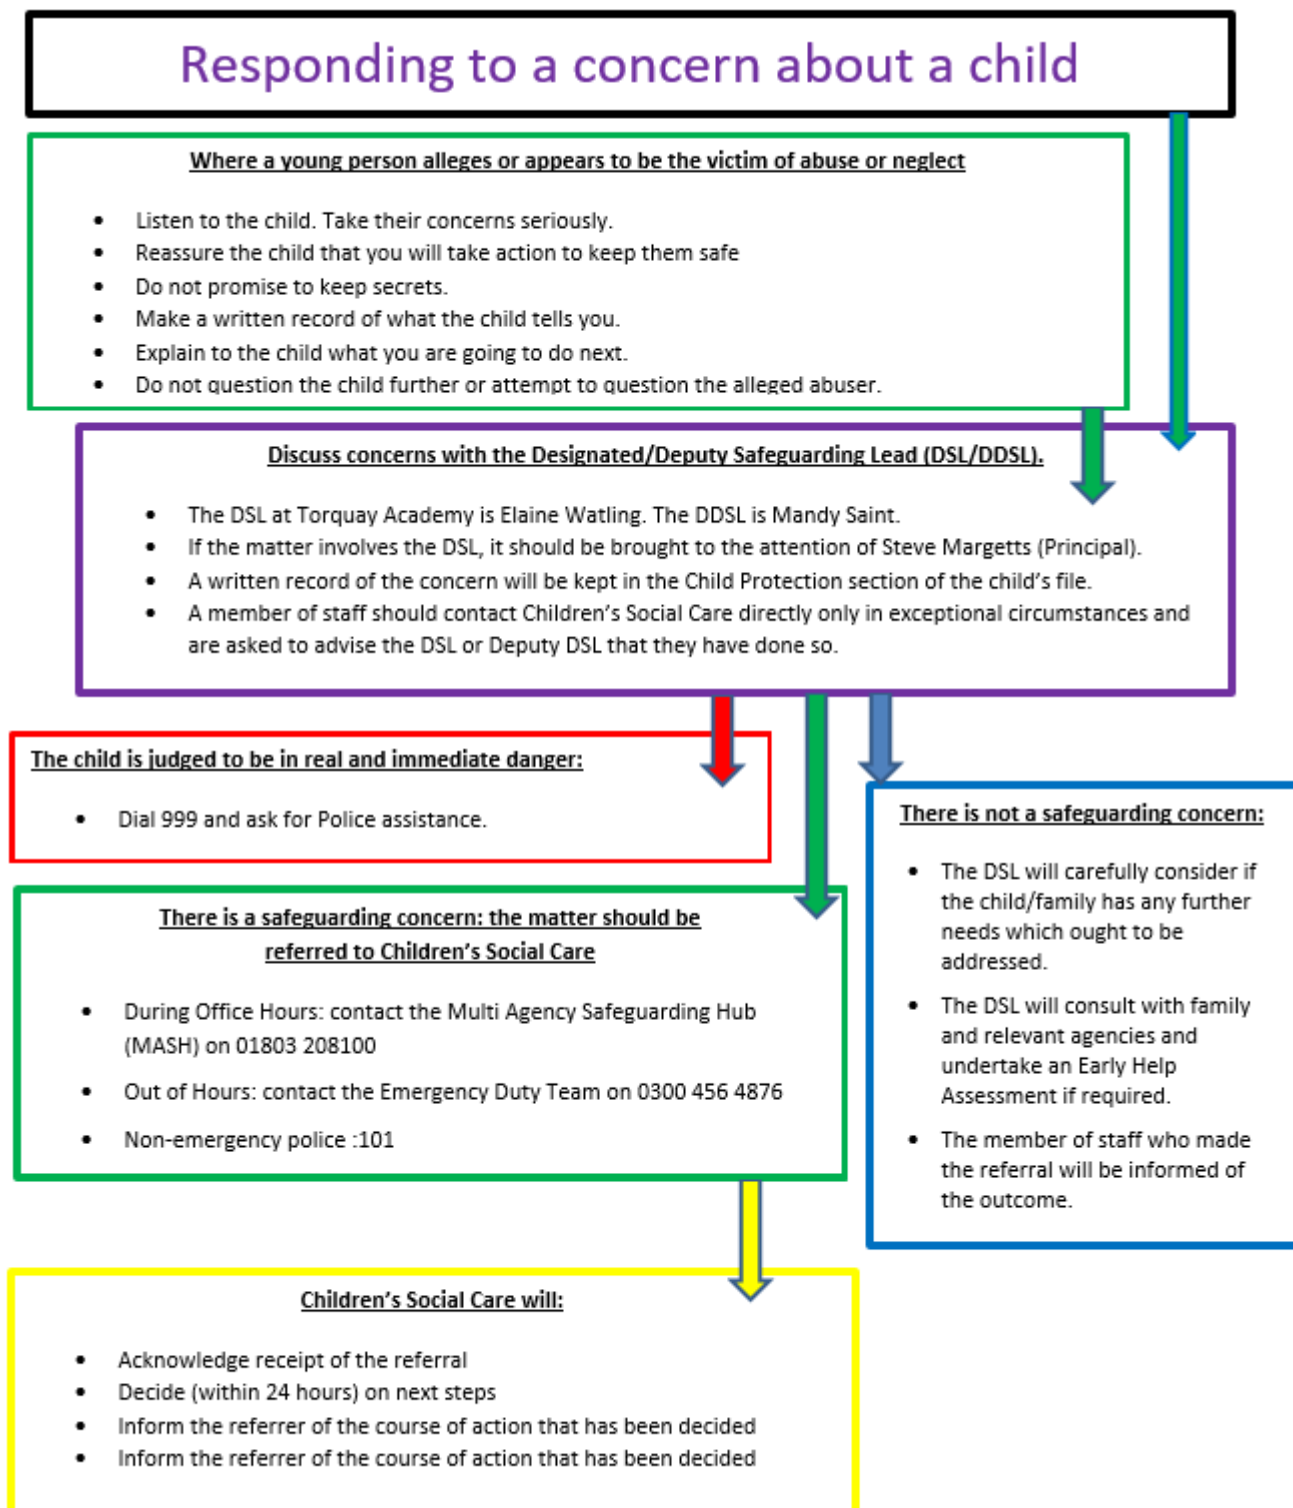 Responding to a concern about a child
Where a young person alleges or appears to be the victim of abuse or neglect
• Listen to the child. Take their concerns seriously.
• Reassure the child that you will take action to keep them safe
• Do not promise to keep secrets.
• Make a written record of what the child tells you.
• Explain to the child what you are going to do next.
• Do not question the child further or attempt to question the alleged abuser.
Discuss concerns with the Designated/Deputy Safeguarding Lead (DSL/DDSL).
• The DSL at Torquay Academy is Elaine Watling. The DDSL is Mandy Saint.
• If the matter involves the DSL, it should be brought to the attention of Steve Margetts (Principal).
• A written record of the concern will be kept in the Child Protection section of the child's file.
• A member of staff should contact Children's Social Care directly only in exceptional circumstances and
are asked to advise the DSL or Deputy DSL that they have done so.
The child is judged to be in real and immediate danger:
• Dial 999 and ask for Police assistance.
There is a safeguarding concern: the matter should be
referred to Children's Social Care
• During Office Hours: contact the Multi Agency Safeguarding Hub
(MASH) on 01803 208100
• Out of Hours: contact the Emergency Duty Team on 0300 456 4876
• Non-emergency police :101
There is not a safeguarding concern:
• The DSL will carefully consider if
the child/family has any further
needs which ought to be
addressed.
• The DSL will consult with family
and relevant agencies and
undertake an Early Help
Assessment if required.
• The member of staff who made
the referral will be informed of
the outcome.
Children's Social Care will:
• Acknowledge receipt of the referral
• Decide (within 24 hours) on next steps
• Inform the referrer of the course of action that has been decided
• Inform the referrer of the course of action that has been decided